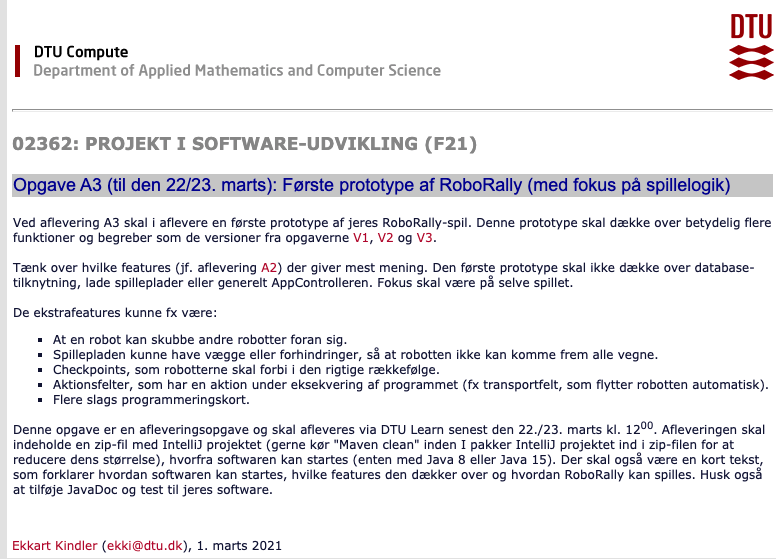 DTU
DTU Compute
Department of Applied Mathematics and Computer Science
02362: PROJEKT I SOFTWARE-UDVIKLING (F21)
Opgave A3 (til den 22/23. marts): Første prototype af RoboRally (med fokus på spillelogik)
Ved aflevering A3 skal i aflevere en første prototype af jeres RoboRally-spil. Denne prototype skal dække over betydelig flere
funktioner og begreber som de versioner fra opgaverne V1, V2 og V3.
Tænk over hvilke features (jf. aflevering A2) der giver mest mening. Den første prototype skal ikke dække over database-
tilknytning, lade spilleplader eller generelt AppControlleren. Fokus skal være på selve spillet.
De ekstrafeatures kunne fx være:
▪ At en robot kan skubbe andre robotter foran sig.
▪ Spillepladen kunne have vægge eller forhindringer, så at robotten ikke kan komme frem alle vegne.
▪ Checkpoints, som robotterne skal forbi i den rigtige rækkefølge.
▪ Aktionsfelter, som har en aktion under eksekvering af programmet (fx transportfelt, som flytter robotten automatisk).
▪ Flere slags programmeringskort.
Denne opgave er en afleveringsopgave og skal afleveres via DTU Learn senest den 22./23. marts kl. 12⁰⁰. Afleveringen skal
indeholde en zip-fil med IntelliJ projektet (gerne kør "Maven clean" inden I pakker IntelliJ projektet ind i zip-filen for at
reducere dens størrelse), hvorfra softwaren kan startes (enten med Java 8 eller Java 15). Der skal også være en kort tekst,
som forklarer hvordan softwaren kan startes, hvilke features den dækker over og hvordan RoboRally kan spilles. Husk også
at tilføje JavaDoc og test til jeres software.
Ekkart Kindler (ekki@dtu.dk), 1. marts 2021